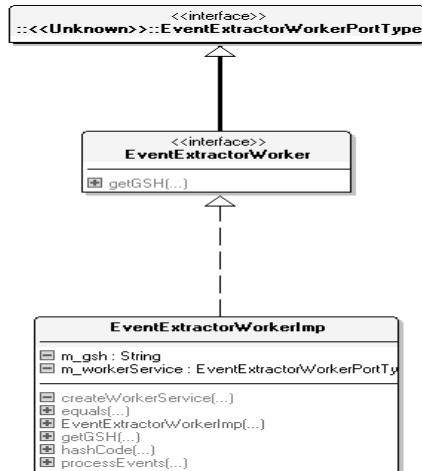 <<interface>>
::<<Unknown>>::EventExtractorWorkerPortType
<<interface>>
EventExtractorWorker
getGSH(...)
EventExtractorWorkerImp
m_gsh : String
m_workerService : EventExtractorWorkerPortTy
createWorkerService(...)
equals(...)
EventExtractorWorkerImp(...)
getGSH(...)
hashCode(...)
processEvents(...)